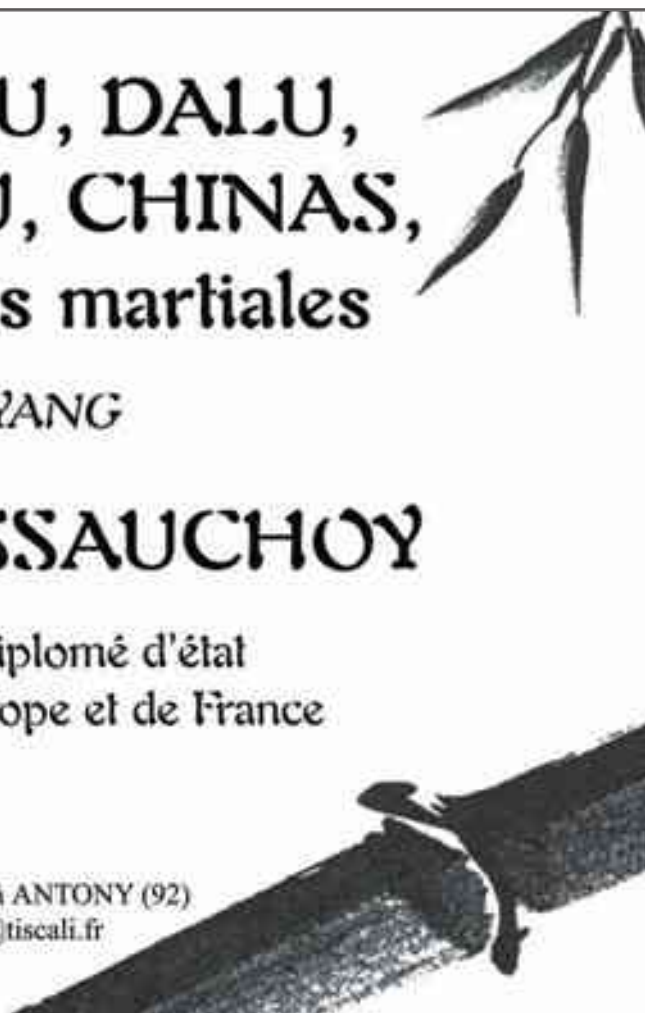 U, DALU,
U, CHINAS,
s martiales
YANG
SSAUCHOY
iplomé d'état
ope et de France
à ANTONY (92)
@tiscali.fr